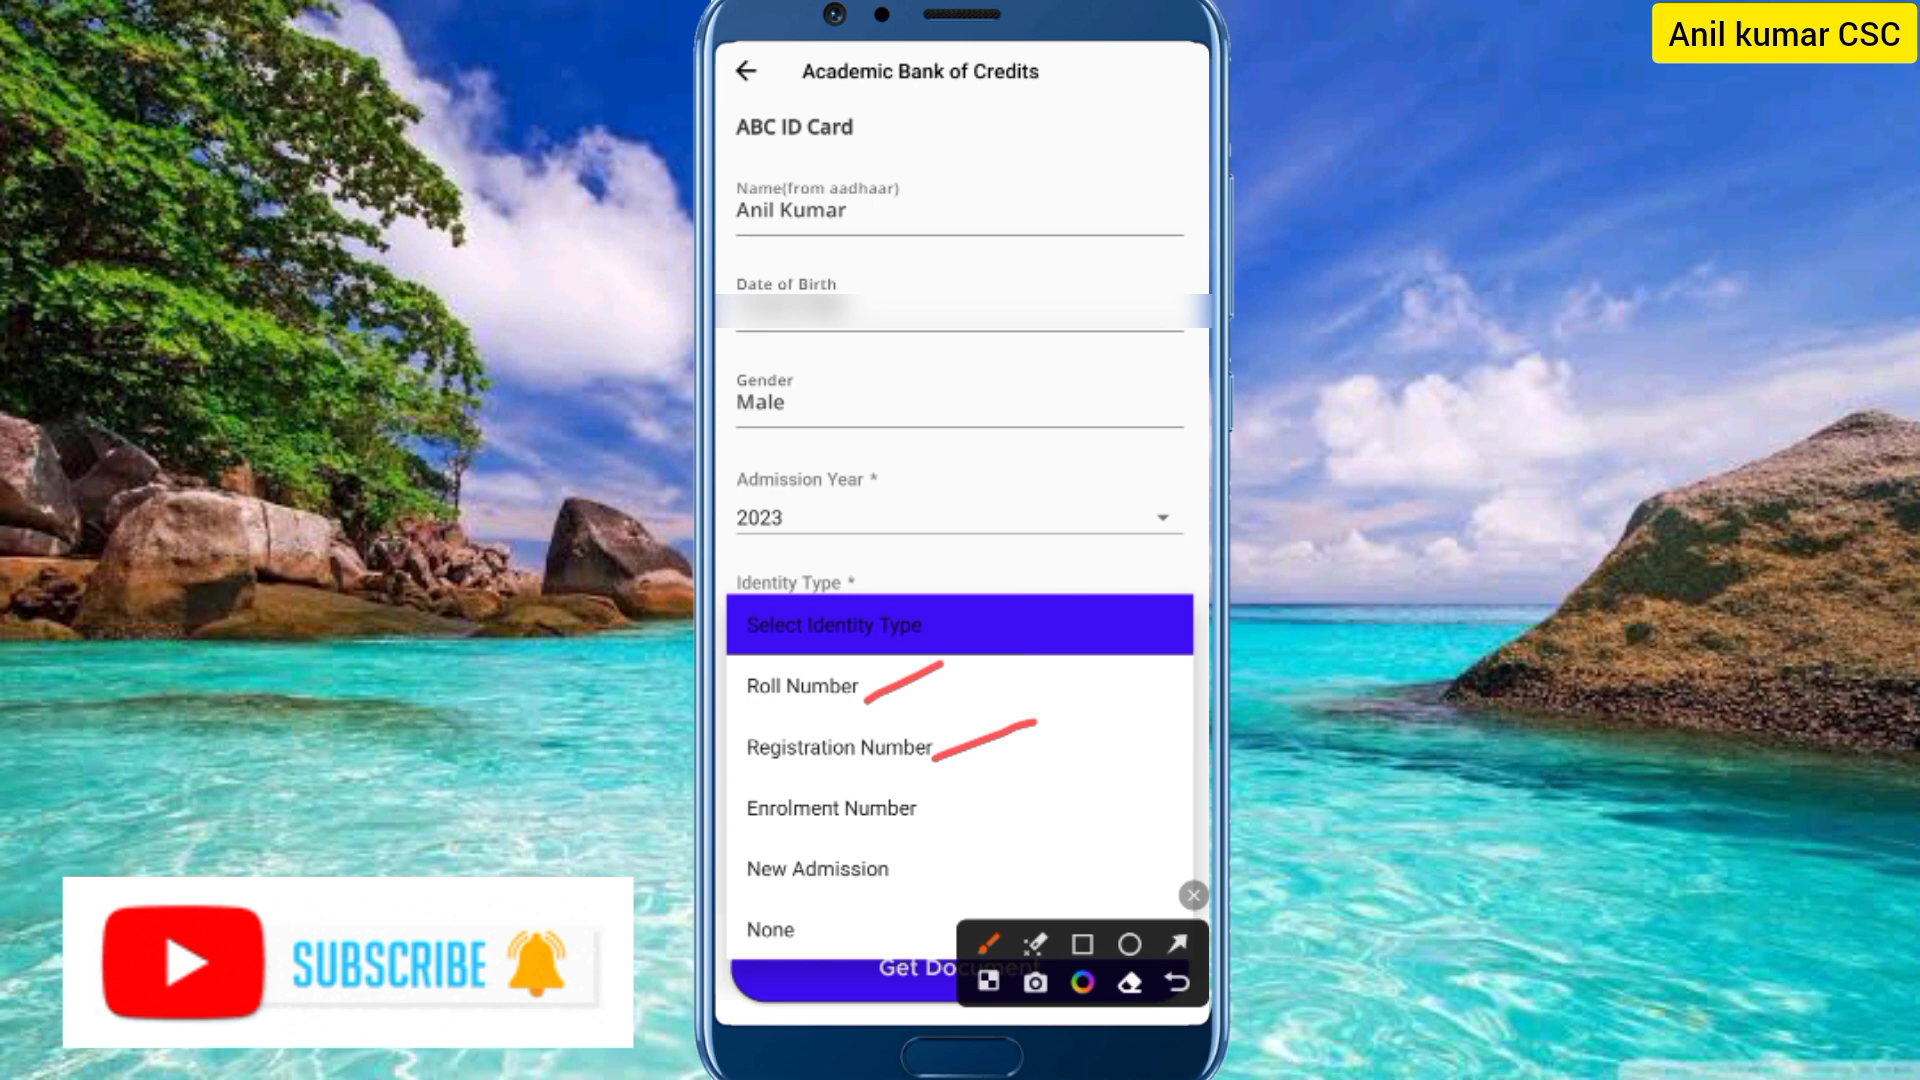 Anil kumar CSC
Academic Bank of Credits
ABC ID Card
Name(from aadhaar)
Anil Kumar
Date of Birth
Gender
Male
Admission Year *
2023
Identity Type *
Select Identity Type
Roll Number
Registration Number
Enrolment Number
New Admission
None
Get Document
SUBSCRIBE